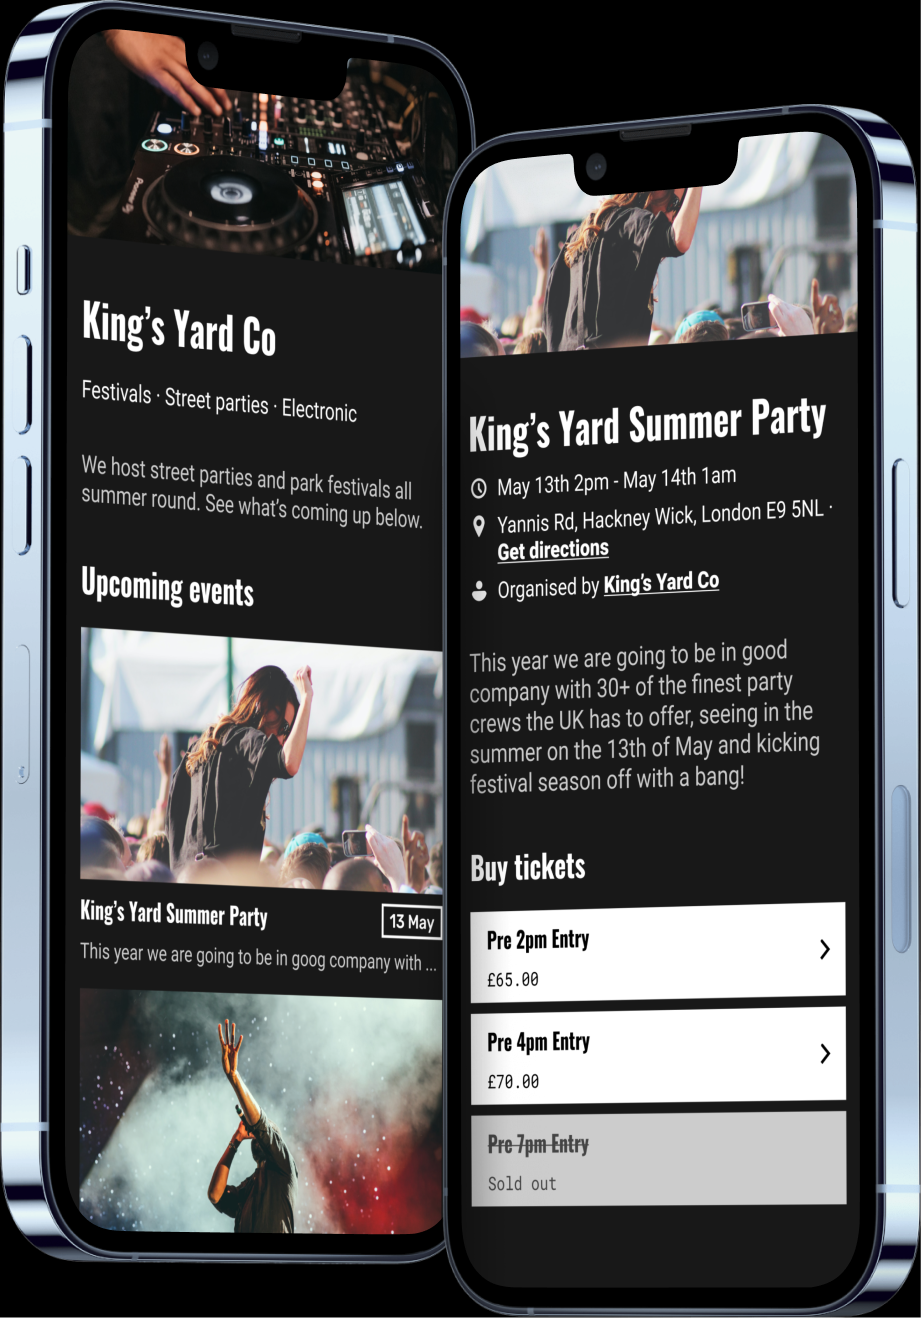 Pioneer Dj
King's Yard Co
Festivals · Street parties · Electronic
We host street parties and park festivals all
summer round. See what's coming up below.
Upcoming events
King's Yard Summer Party
13 May
This year we are going to be in goog company with ...
King's Yard Summer Party
May 13th 2pm - May 14th 1am
Yannis Rd, Hackney Wick, London E9 5NL ·
Get directions
Organised by King's Yard Co
This year we are going to be in good
company with 30+ of the finest party
crews the UK has to offer, seeing in the
summer on the 13th of May and kicking
festival season off with a bang!
Buy tickets
Pre 2pm Entry
£65.00
Pre 4pm Entry
£70.00
Pre 7pm Entry
Sold out